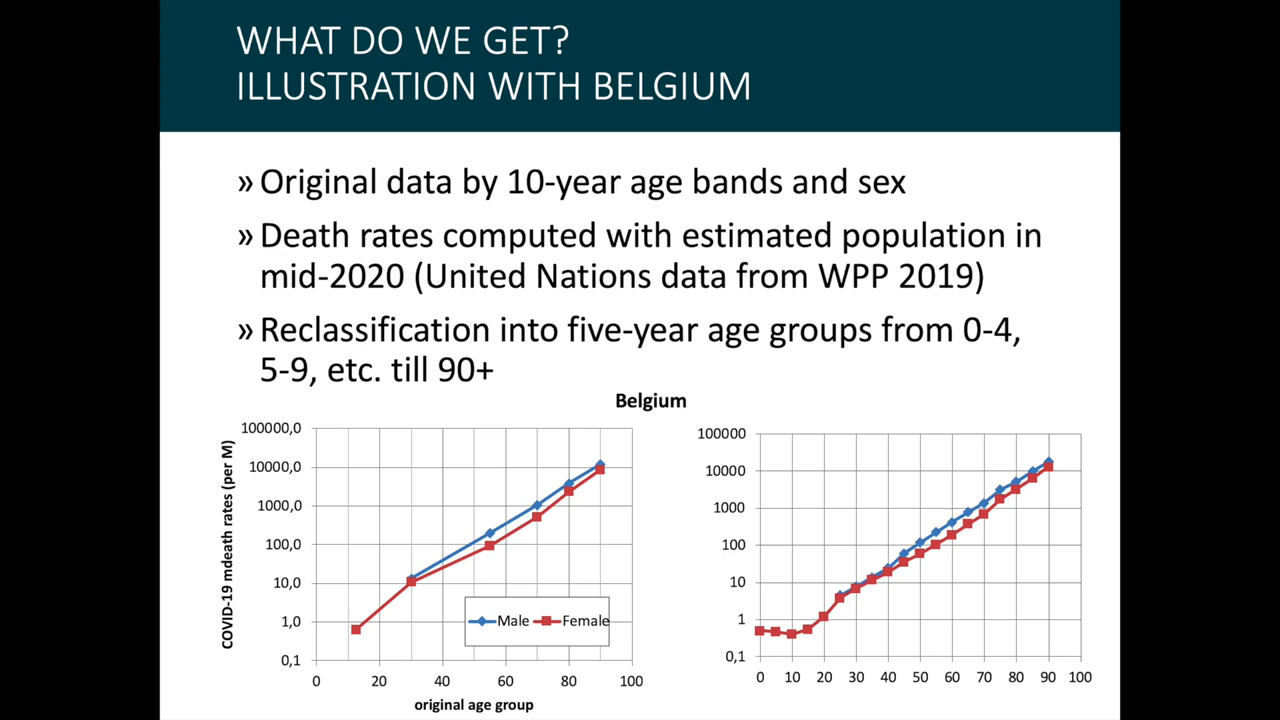 WHAT DO WE GET?
ILLUSTRATION WITH BELGIUM
» Original data by 10-year age bands and sex
» Death rates computed with estimated population in
mid-2020 (United Nations data from WPP 2019)
» Reclassification into five-year age groups from 0-4,
5-9, etc. till 90+
Belgium
COVID-19 mdeath rates (per M)
100000,0
10000,0
1000,0
100,0
10,0
1,0
0,1
0 20 40 60 80 100
original age group
Male Female
100000
10000
1000
100
10
1
0,1
0 10 20 30 40 50 60 70 80 90 100